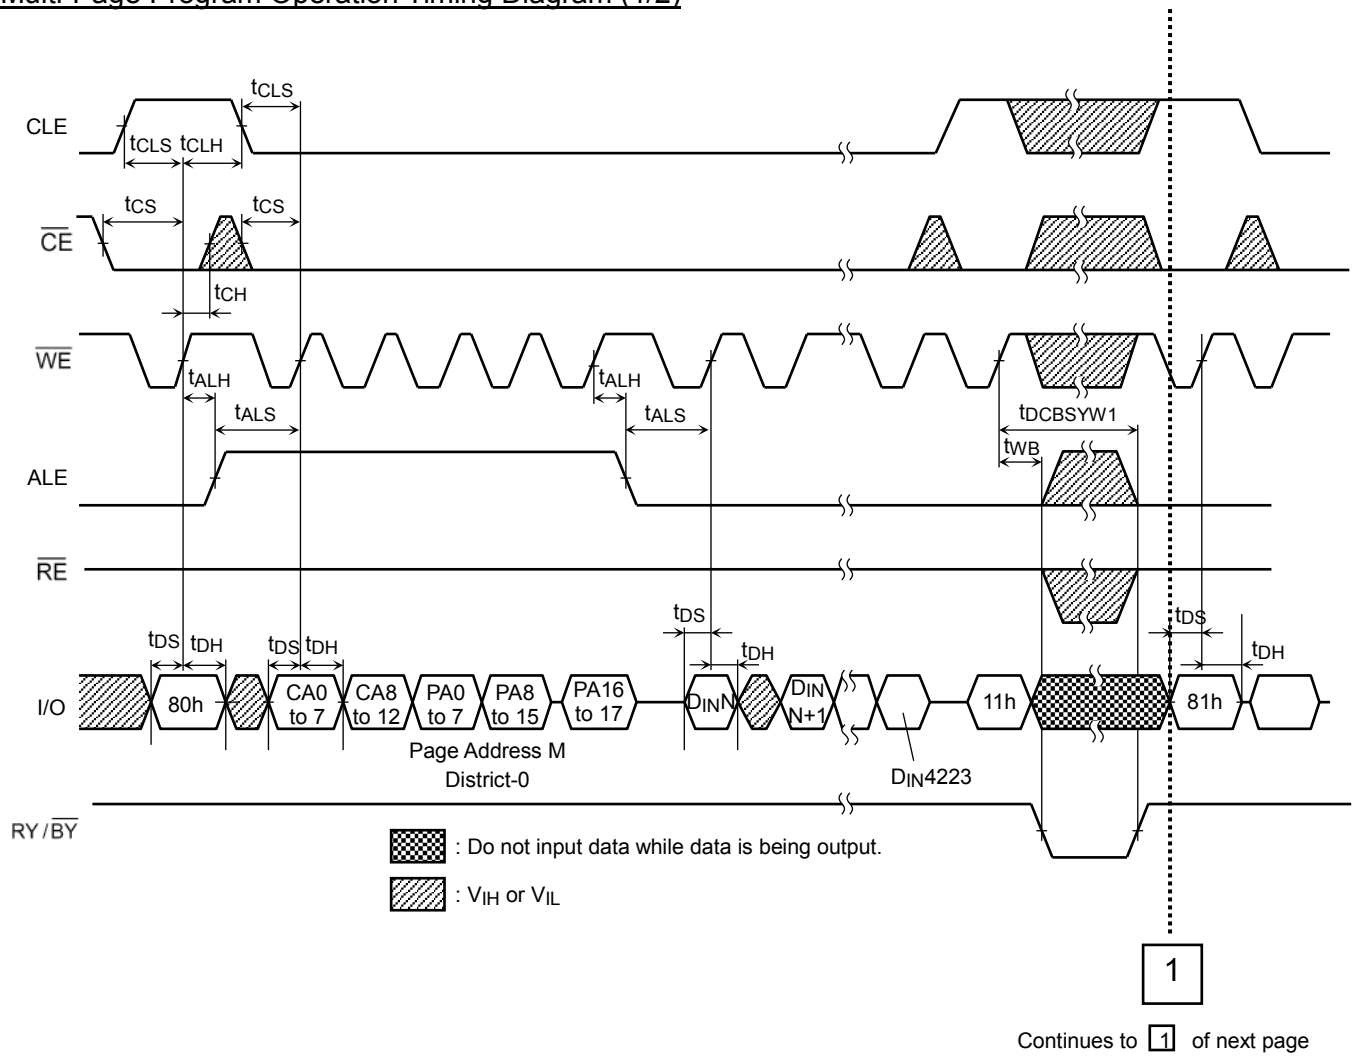 Multi-Page Program Operation Timing Diagram (1/2)
tCLS
CLE
tCLS tCLH
tCS tCS
CE
tCH
WE
tALH tALH
tALS tALS tDCBSYW1
tWB
ALE
RE
tDS tDH tDS tDH tDS tDH tDS tDH
I/O
80h
CA0 to 7
CA8 to 12
PA0 to 7
PA8 to 15
PA16 to 17
DINN
DIN N+1
11h
81h
Page Address M
District-0
DIN4223
RY/BY
: Do not input data while data is being output.
: VIH or VIL
1
Continues to 1 of next page